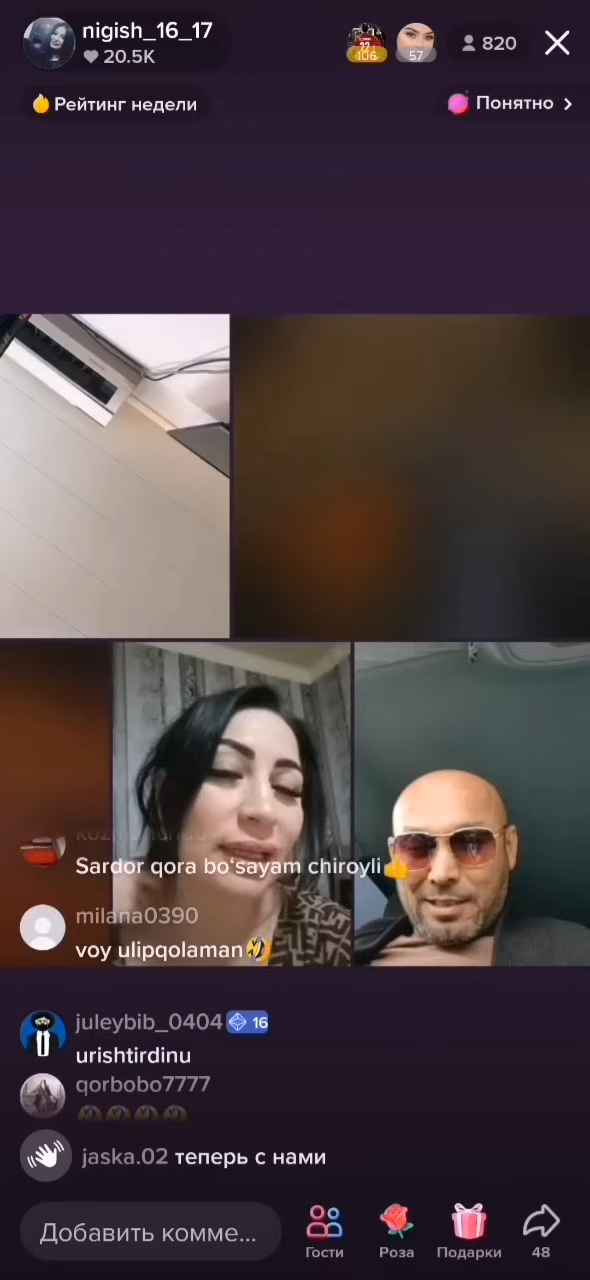 nigish_16_17
20.5K
106
57
820
Рейтинг недели
Понятно
Sardor qora bo‘sayam chiroyli👍
milana0390
voy ulipqolaman🤣
juleybib_0404 16
urishtirdinu
qorbobo7777
🤣🤣🤣🤣
jaska.02 теперь с нами
Добавить комме...
Гости
Роза
Подарки
48